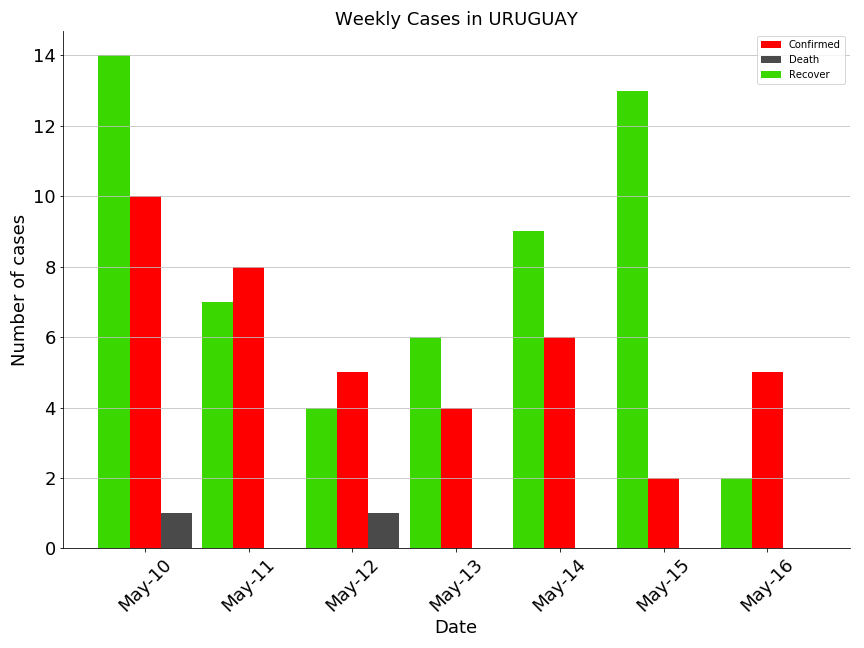 Weekly Cases in URUGUAY
Confirmed
Death
Recover
Number of cases
14
12
10
8
6
4
2
0
May-10
May-11
May-12
May-13
May-14
May-15
May-16
Date